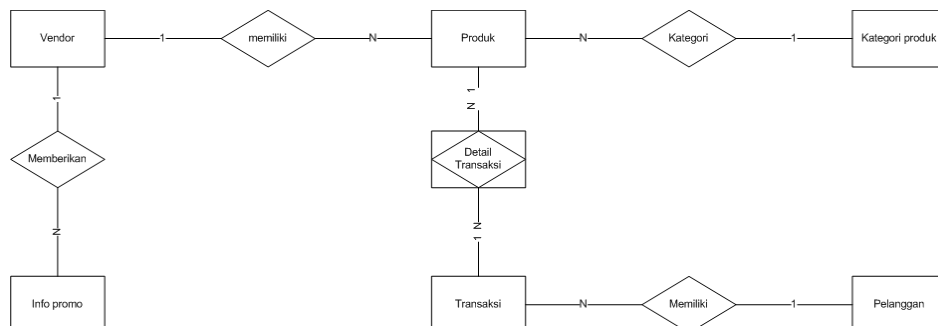 Vendor
1
memiliki
N
Produk
N
Kategori
1
Kategori produk
1
N 1
Memberikan
Detail
Transaksi
N
1 N
Info promo
Transaksi
N
Memiliki
1
Pelanggan